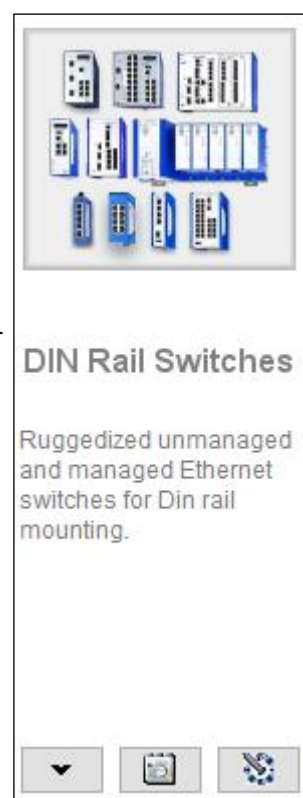 DIN Rail Switches
Ruggedized unmanaged
and managed Ethernet
switches for Din rail
mounting.